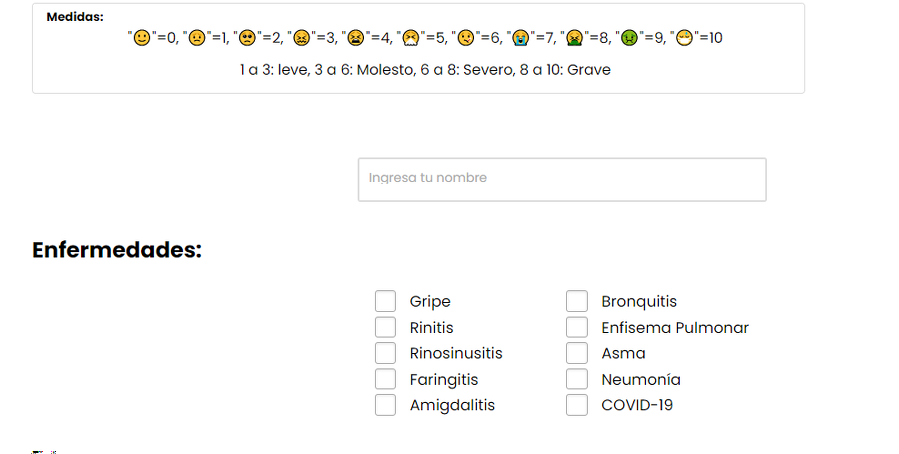 Medidas:
"🙂"=0, "☹️"=1, "🥺"=2, "😖"=3, "😫"=4, "🤧"=5, "😟"=6, "😭"=7, "🤮"=8, "🤢"=9, "😷"=10
1 a 3: leve, 3 a 6: Molesto, 6 a 8: Severo, 8 a 10: Grave
Ingresa tu nombre
Enfermedades:
Gripe
Bronquitis
Rinitis
Enfisema Pulmonar
Rinosinusitis
Asma
Faringitis
Neumonía
Amigdalitis
COVID-19